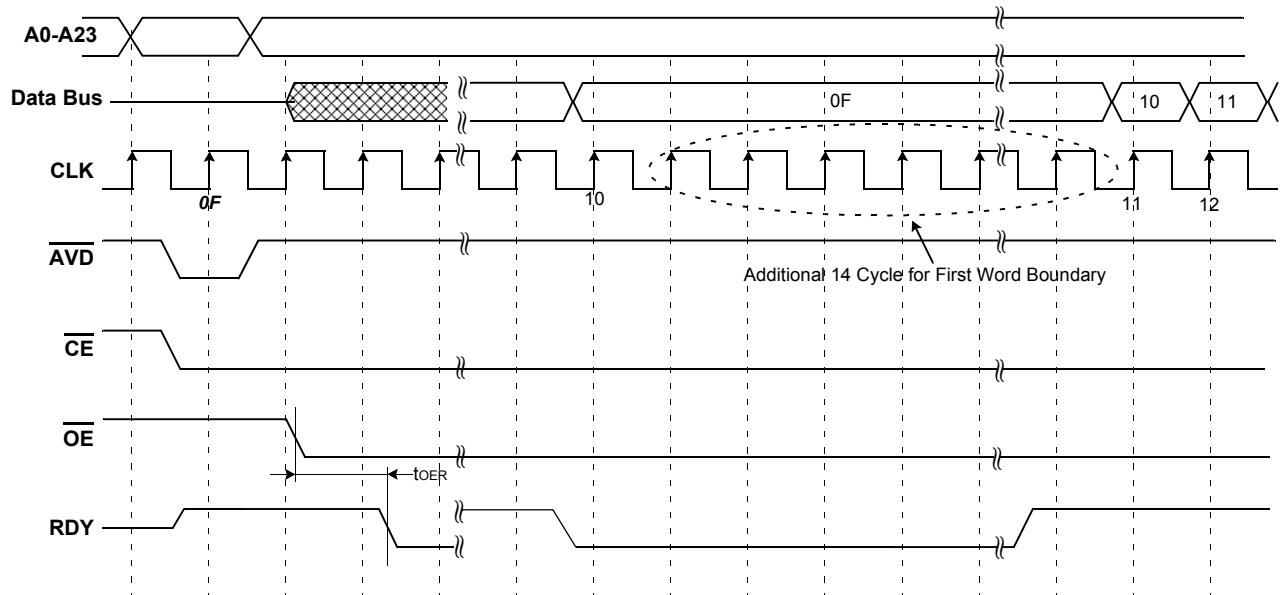 A0-A23
Data Bus
0F
10
11
CLK
0F
10
11
12
AVD
Additional 14 Cycle for First Word Boundary
CE
OE
tOER
RDY